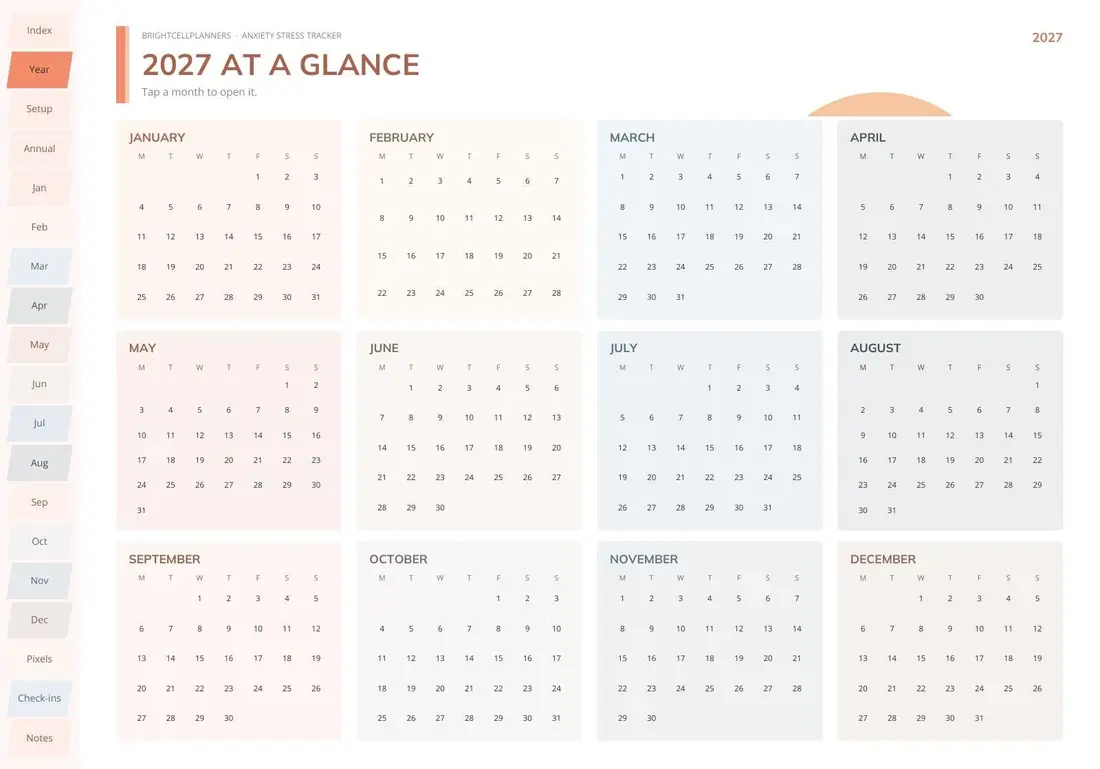 Index
Year
Setup
Annual
Jan
Feb
Mar
Apr
May
Jun
Jul
Aug
Sep
Oct
Nov
Dec
Pixels
Check-ins
Notes
BRIGHTCELLPLANNERS · ANXIETY STRESS TRACKER
2027 AT A GLANCE
Tap a month to open it.
2027
JANUARY
M T W T F S S
1 2 3
4 5 6 7 8 9 10
11 12 13 14 15 16 17
18 19 20 21 22 23 24
25 26 27 28 29 30 31
FEBRUARY
M T W T F S S
1 2 3 4 5 6 7
8 9 10 11 12 13 14
15 16 17 18 19 20 21
22 23 24 25 26 27 28
MARCH
M T W T F S S
1 2 3 4 5 6 7
8 9 10 11 12 13 14
15 16 17 18 19 20 21
22 23 24 25 26 27 28
29 30 31
APRIL
M T W T F S S
1 2 3 4
5 6 7 8 9 10 11
12 13 14 15 16 17 18
19 20 21 22 23 24 25
26 27 28 29 30
MAY
M T W T F S S
1 2
3 4 5 6 7 8 9
10 11 12 13 14 15 16
17 18 19 20 21 22 23
24 25 26 27 28 29 30
31
JUNE
M T W T F S S
1 2 3 4 5 6
7 8 9 10 11 12 13
14 15 16 17 18 19 20
21 22 23 24 25 26 27
28 29 30
JULY
M T W T F S S
1 2 3 4
5 6 7 8 9 10 11
12 13 14 15 16 17 18
19 20 21 22 23 24 25
26 27 28 29 30 31
AUGUST
M T W T F S S
1
2 3 4 5 6 7 8
9 10 11 12 13 14 15
16 17 18 19 20 21 22
23 24 25 26 27 28 29
30 31
SEPTEMBER
M T W T F S S
1 2 3 4 5
6 7 8 9 10 11 12
13 14 15 16 17 18 19
20 21 22 23 24 25 26
27 28 29 30
OCTOBER
M T W T F S S
1 2 3
4 5 6 7 8 9 10
11 12 13 14 15 16 17
18 19 20 21 22 23 24
25 26 27 28 29 30 31
NOVEMBER
M T W T F S S
1 2 3 4 5 6 7
8 9 10 11 12 13 14
15 16 17 18 19 20 21
22 23 24 25 26 27 28
29 30
DECEMBER
M T W T F S S
1 2 3 4 5
6 7 8 9 10 11 12
13 14 15 16 17 18 19
20 21 22 23 24 25 26
27 28 29 30 31